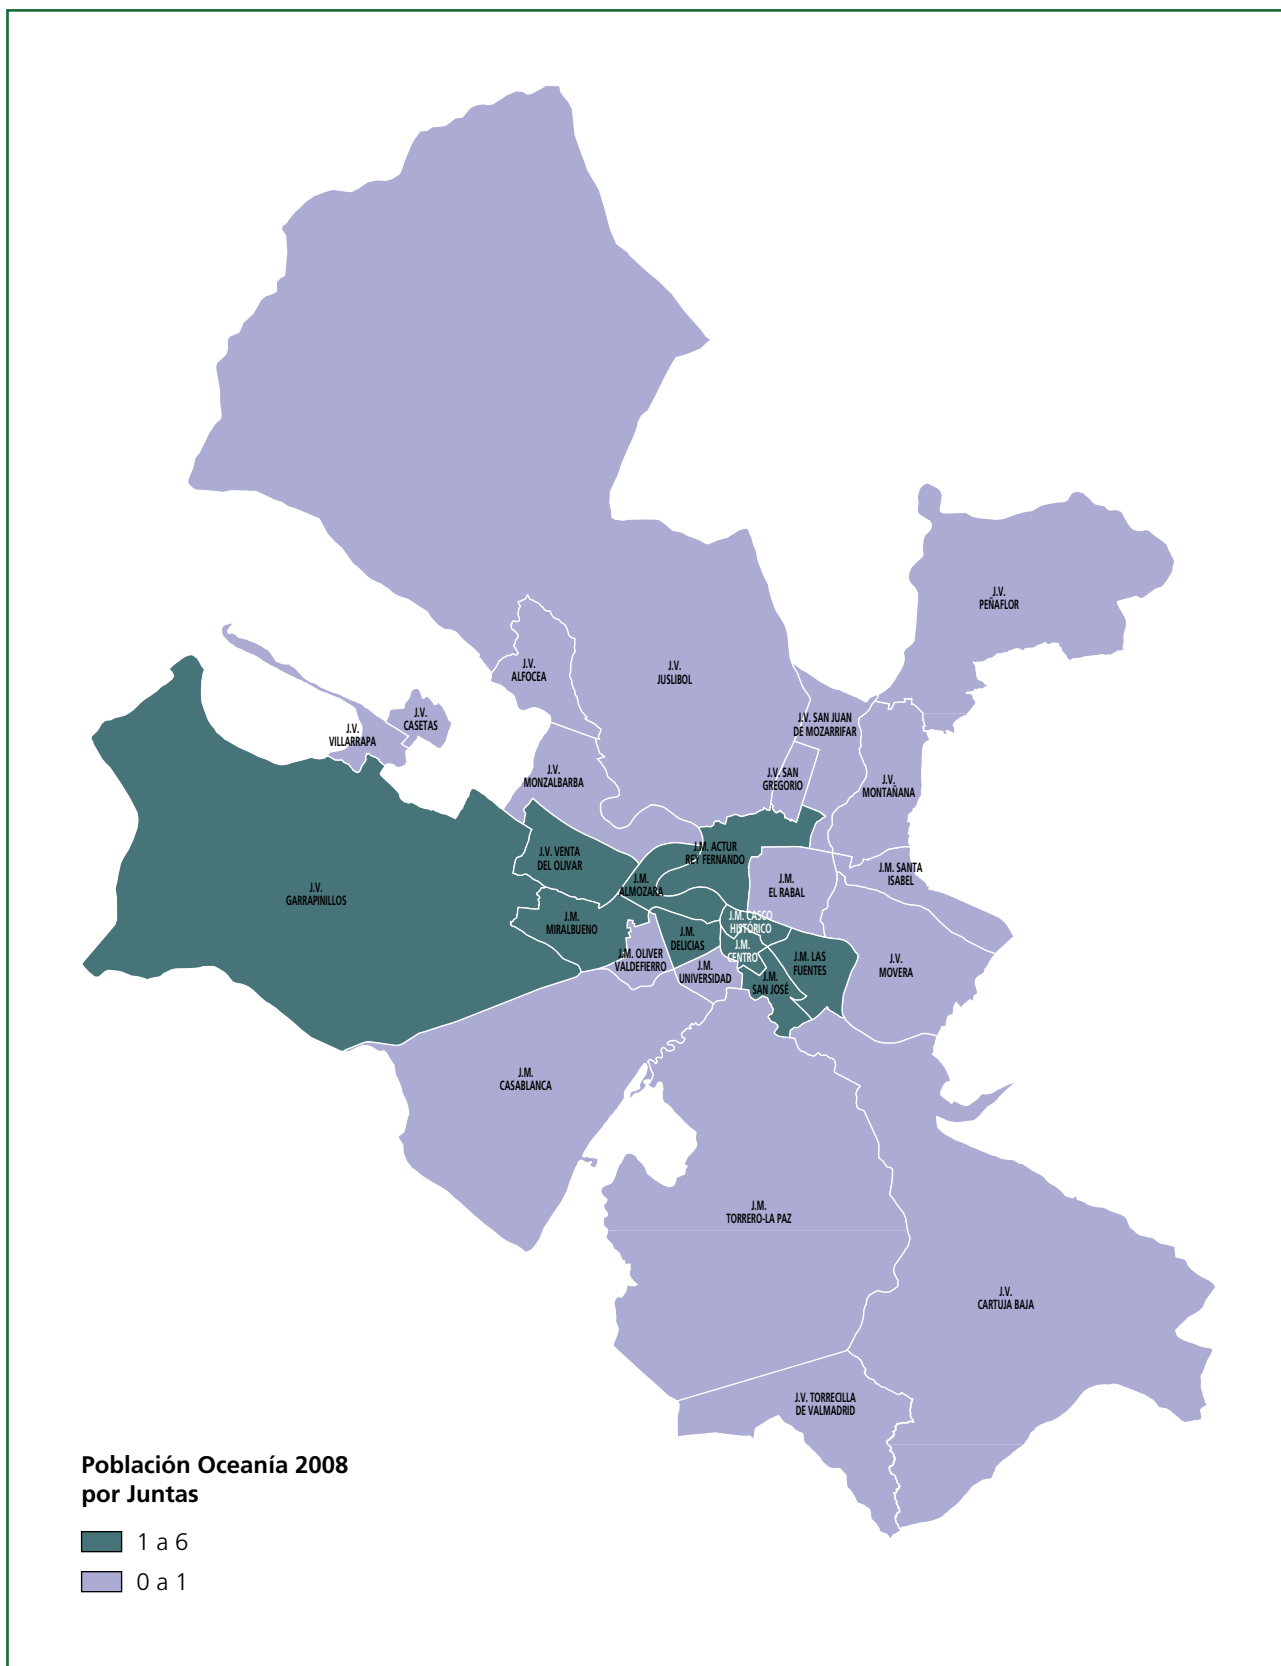 J.V.
PEÑAFLOR
J.V.
ALFOCEA
J.V.
JUSLIBOL
J.V.
CASETAS
J.V. SAN JUAN
DE MOZARRIFAR
J.V.
VILLARRAPA
J.V.
MONZALBARBA
J.V. SAN
GREGORIO
J.V.
MONTAÑANA
J.V. VENTA
DEL OLIVAR
J.M. ACTUR
REY FERNANDO
J.M. SANTA
ISABEL
J.M.
ALMOZARA
J.M.
EL RABAL
J.V.
GARRAPINILLOS
J.M.
MIRALBUENO
J.M. CASCO
HISTÓRICO
J.M.
DELICIAS
J.M.
CENTRO
J.M. OLIVER
VALDEFIERRO
J.M. LAS
FUENTES
J.V.
MOVERA
J.M.
UNIVERSIDAD
J.M.
SAN JOSÉ
J.M.
CASABLANCA
J.M.
TORRERO-LA PAZ
J.V.
CARTUJA BAJA
J.V. TORRECILLA
DE VALMADRID
Población Oceanía 2008
por Juntas
1 a 6
0 a 1